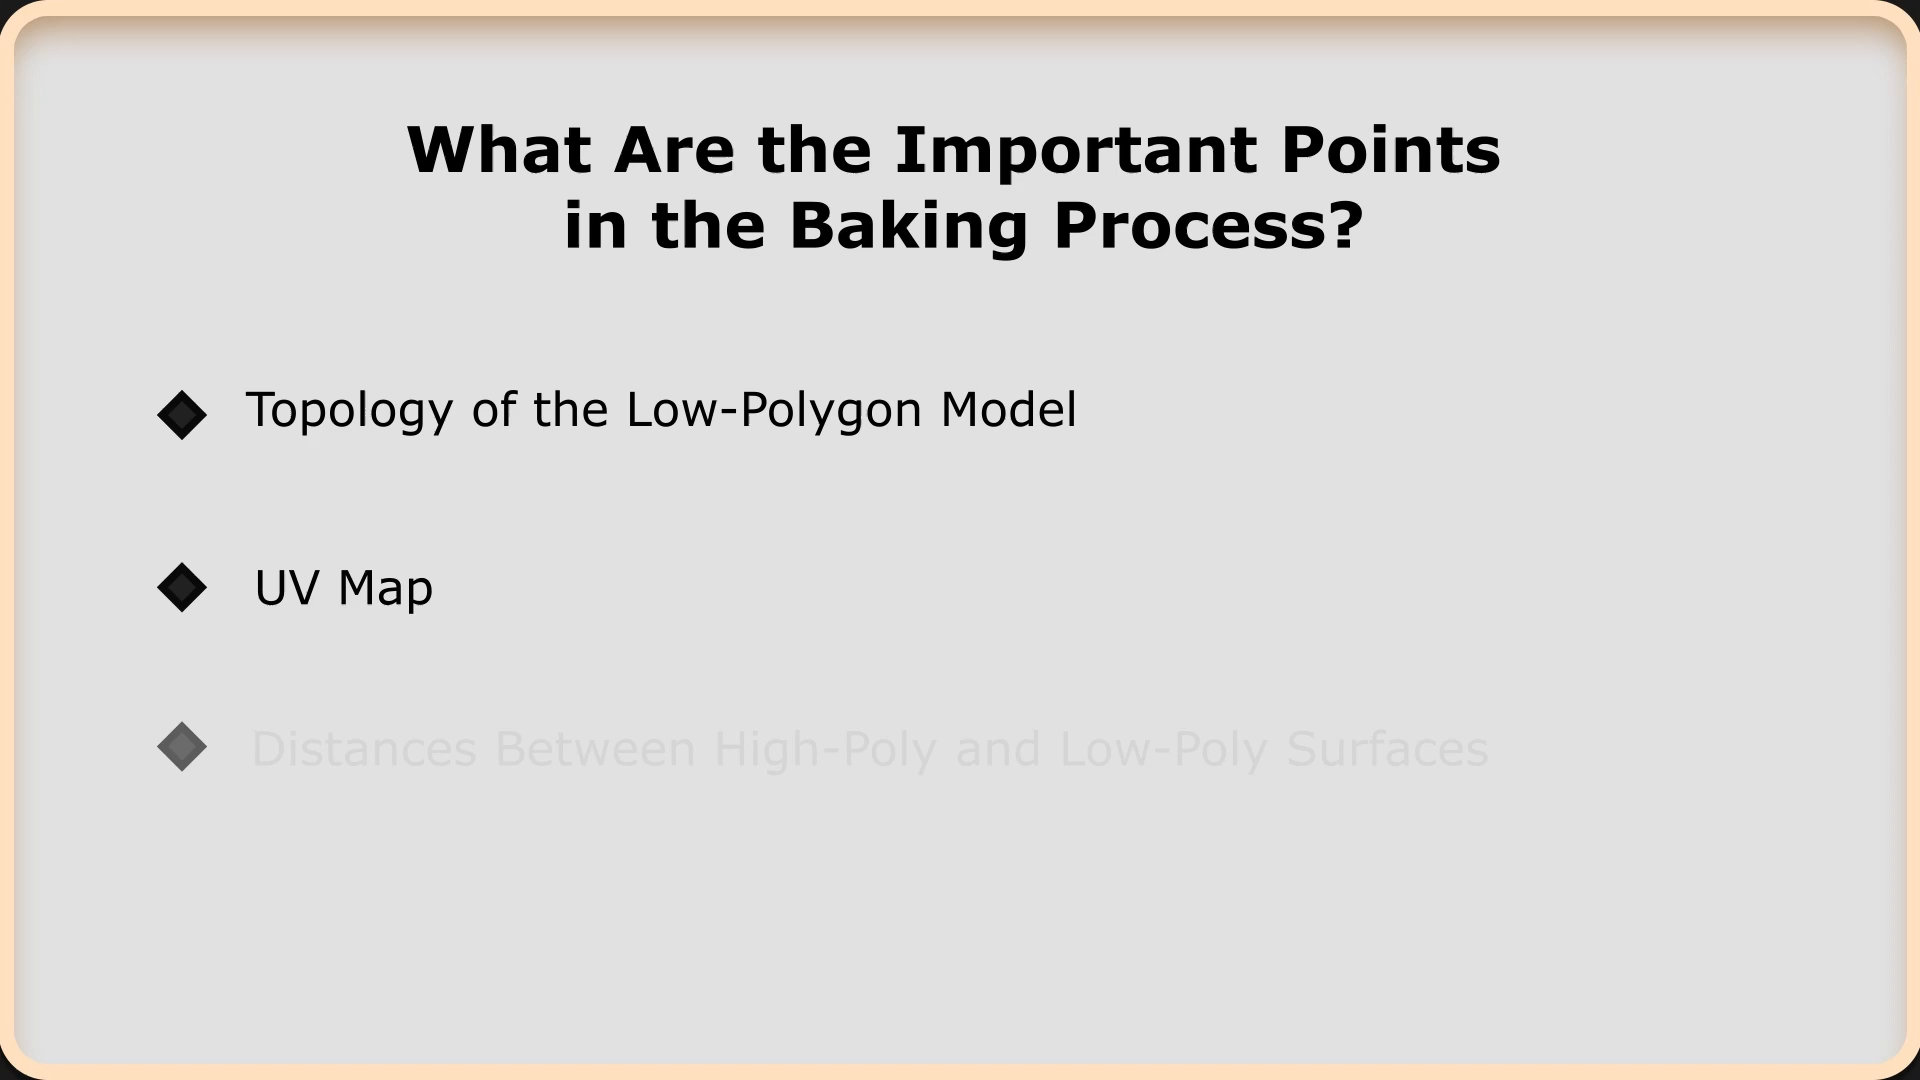 What Are the Important Points
in the Baking Process?
Topology of the Low-Polygon Model
UV Map
Distances Between High-Poly and Low-Poly Surfaces